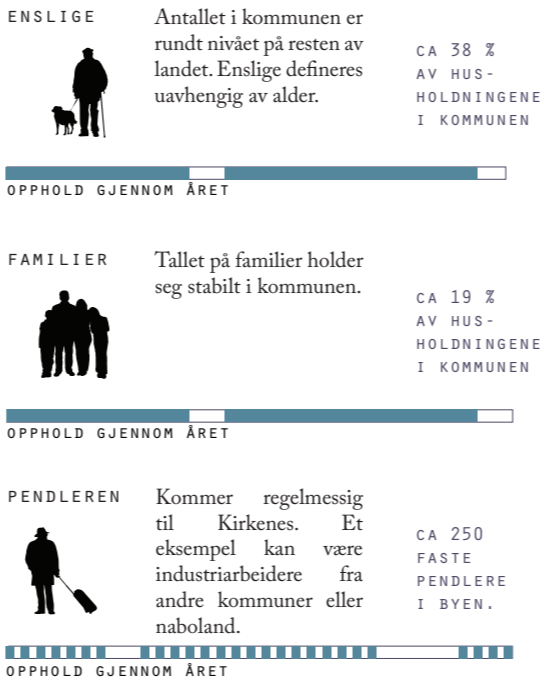 ENSLIGE
Antallet i kommunen er
rundt nivået på resten av
landet. Enslige defineres
uavhengig av alder.
CA 38 %
AV HUS-
HOLDNINGENE
I KOMMUNEN
OPPHOLD GJENNOM ÅRET
FAMILIER
Tallet på familier holder
seg stabilt i kommunen.
CA 19 %
AV HUS-
HOLDNINGENE
I KOMMUNEN
OPPHOLD GJENNOM ÅRET
PENDLEREN
Kommer regelmessig
til Kirkenes. Et
eksempel kan være
industriarbeidere fra
andre kommuner eller
naboland.
CA 250
FASTE
PENDLERE
I BYEN.
OPPHOLD GJENNOM ÅRET